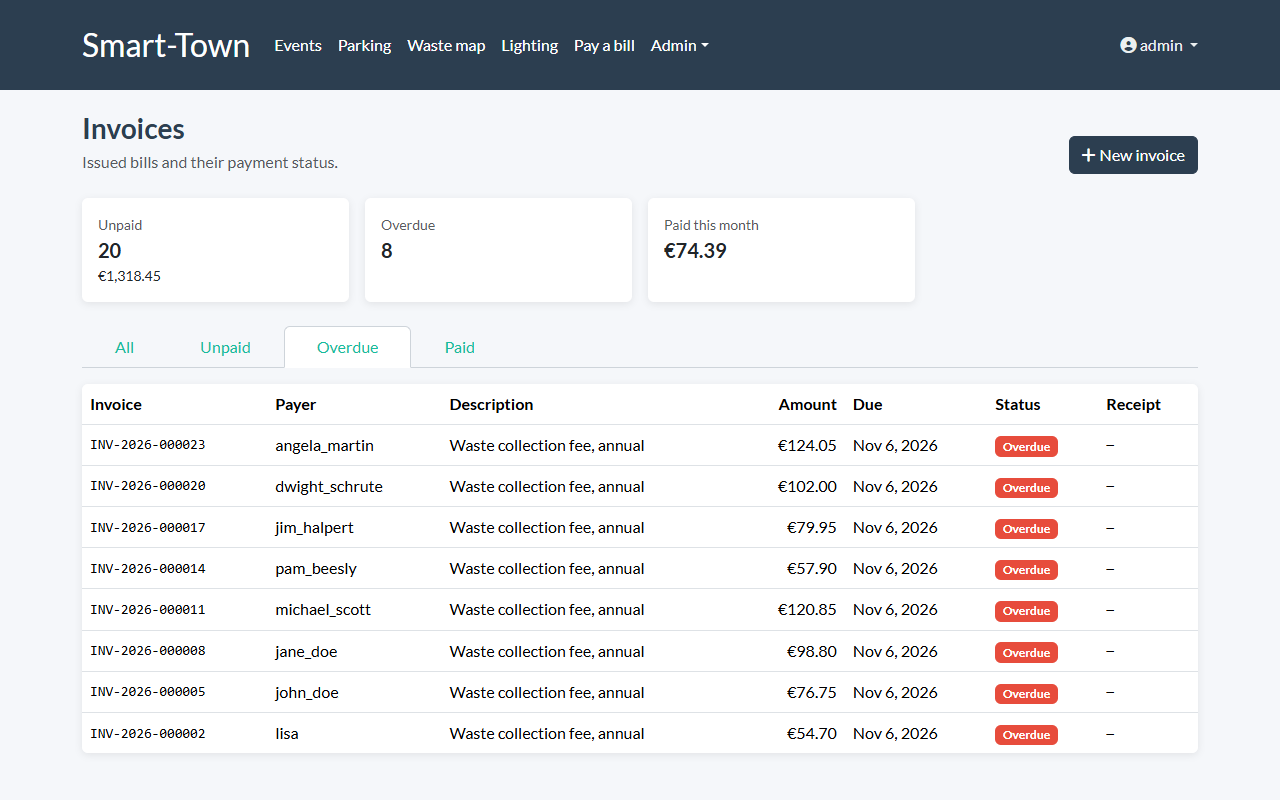 Smart-Town Events Parking Waste map Lighting Pay a bill Admin admin
Invoices
Issued bills and their payment status.
New invoice
Unpaid
20
€1,318.45
Overdue
8
Paid this month
€74.39
All Unpaid Overdue Paid
Invoice Payer Description Amount Due Status Receipt
INV-2026-000023 angela_martin Waste collection fee, annual €124.05 Nov 6, 2026 Overdue –
INV-2026-000020 dwight_schrute Waste collection fee, annual €102.00 Nov 6, 2026 Overdue –
INV-2026-000017 jim_halpert Waste collection fee, annual €79.95 Nov 6, 2026 Overdue –
INV-2026-000014 pam_beesly Waste collection fee, annual €57.90 Nov 6, 2026 Overdue –
INV-2026-000011 michael_scott Waste collection fee, annual €120.85 Nov 6, 2026 Overdue –
INV-2026-000008 jane_doe Waste collection fee, annual €98.80 Nov 6, 2026 Overdue –
INV-2026-000005 john_doe Waste collection fee, annual €76.75 Nov 6, 2026 Overdue –
INV-2026-000002 lisa Waste collection fee, annual €54.70 Nov 6, 2026 Overdue –